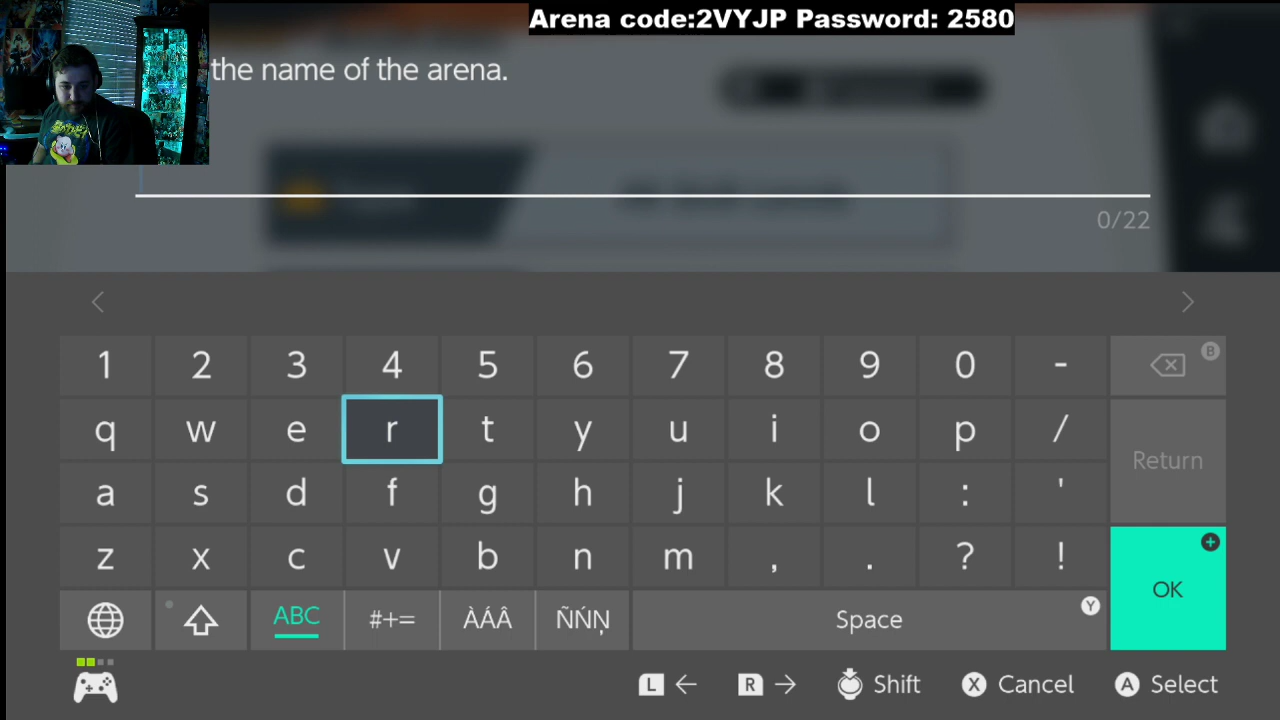 Arena code:2VYJP Password: 2580
the name of the arena.
0/22
1 2 3 4 5 6 7 8 9 0 - B
q w e r t y u i o p / Return
a s d f g h j k l : '
z x c v b n m , . ? ! OK
ABC #+= ÀÁÂ ÑŃŅ Space Y
L ← R → Shift X Cancel A Select